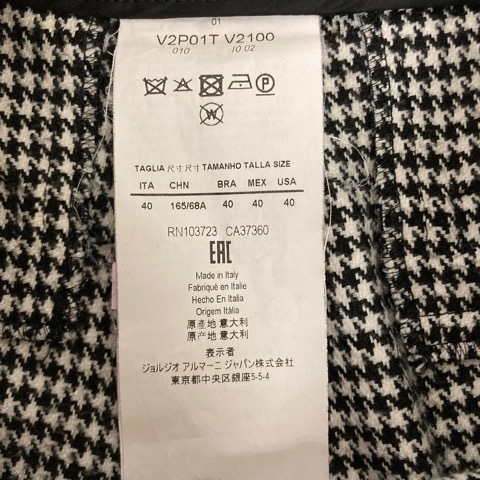 01
V2P01T V2100
010 10 02
W
TAGLIA 尺寸 尺寸 TAMANHO TALLA SIZE
ITA CHN BRA MEX USA
40 165/68A 40 40 40
RN103723 CA37360
EAC
Made in Italy
Fabriqué en Italie
Hecho En Italia
Origem Itália
原產地 意大利
原产地 意大利
表示者
ジョルジオ アルマーニ ジャパン株式会社
東京都中央区銀座5-5-4